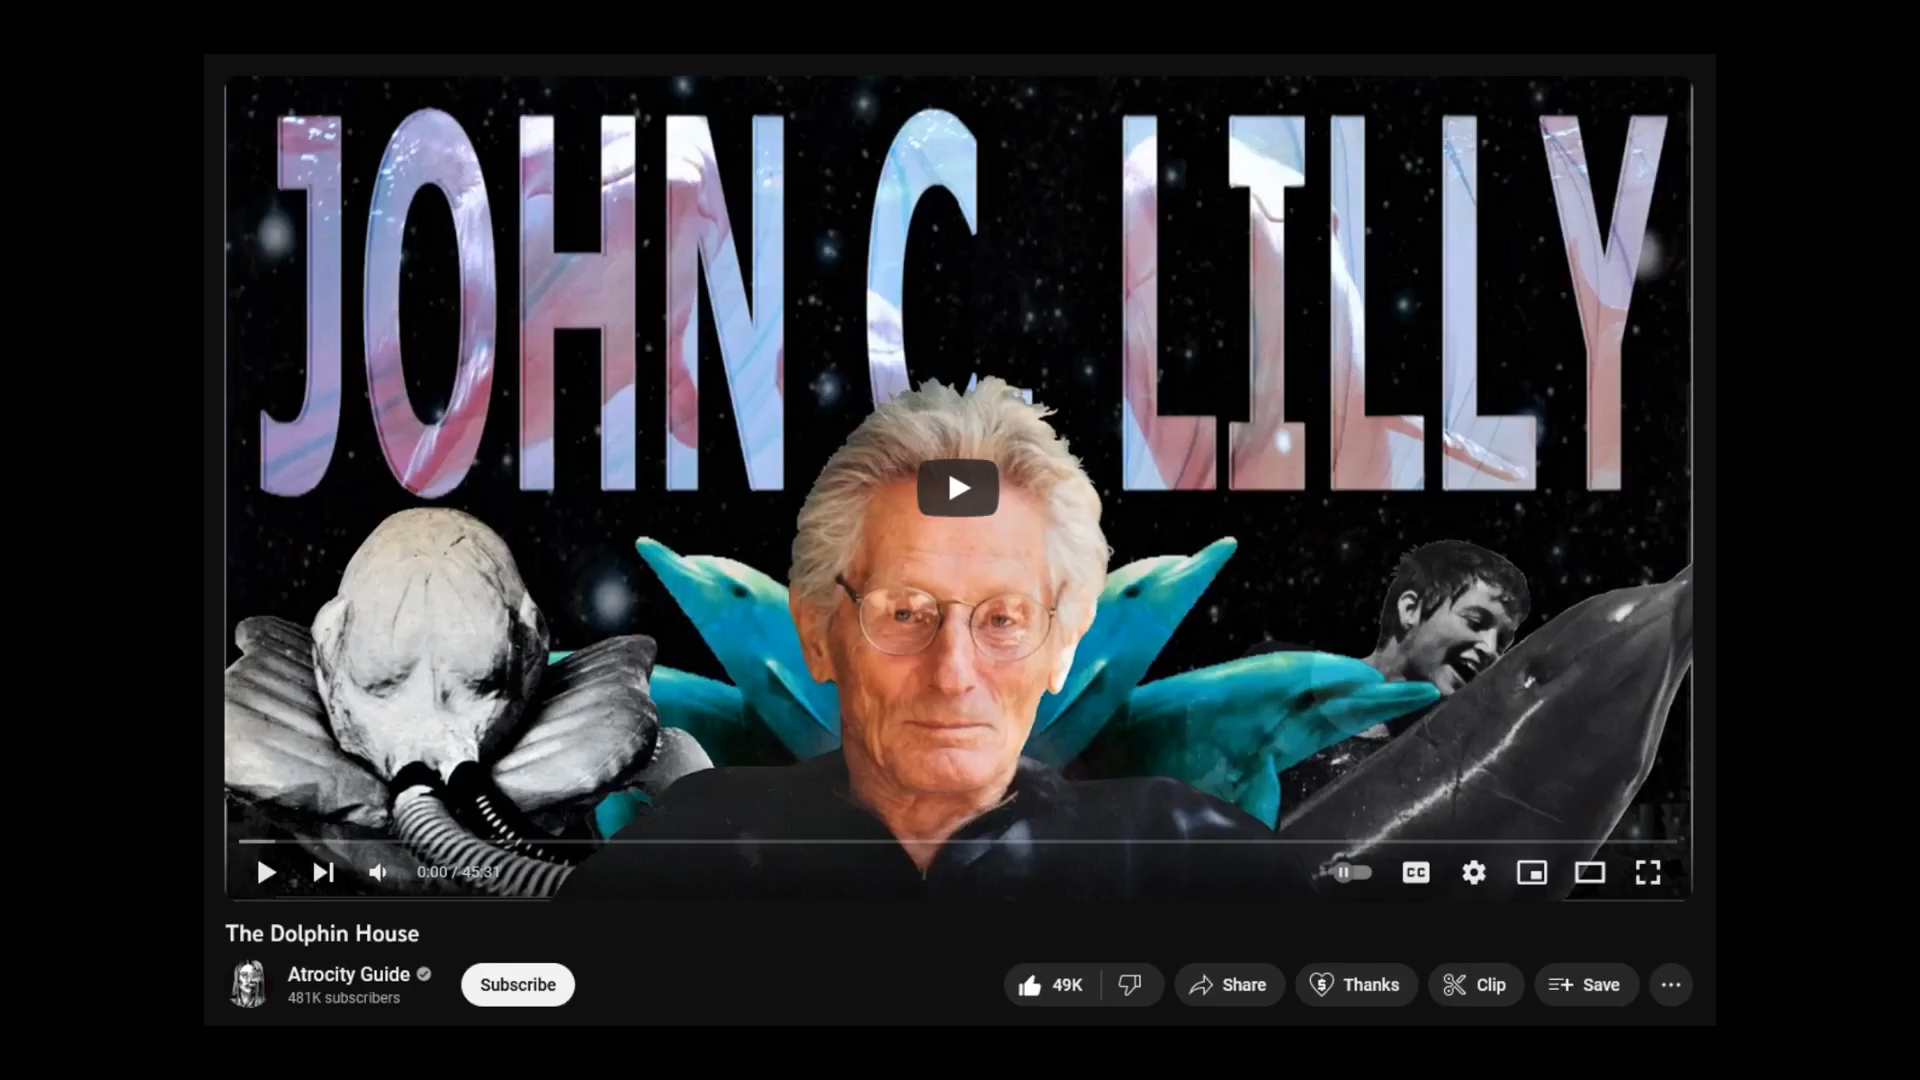 JOHN C. LILLY
0:00 / 45:31
CC
The Dolphin House
Atrocity Guide
481K subscribers
Subscribe
49K
Share
Thanks
Clip
Save